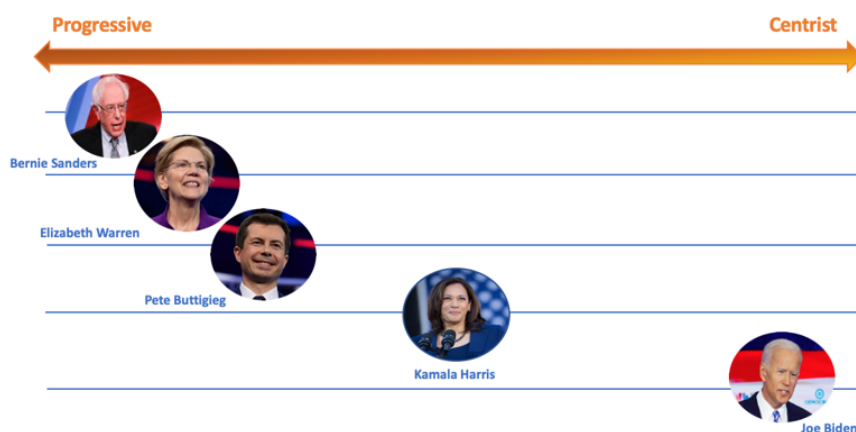 Progressive
Centrist
Bernie Sanders
Elizabeth Warren
Pete Buttigieg
Kamala Harris
Joe Biden